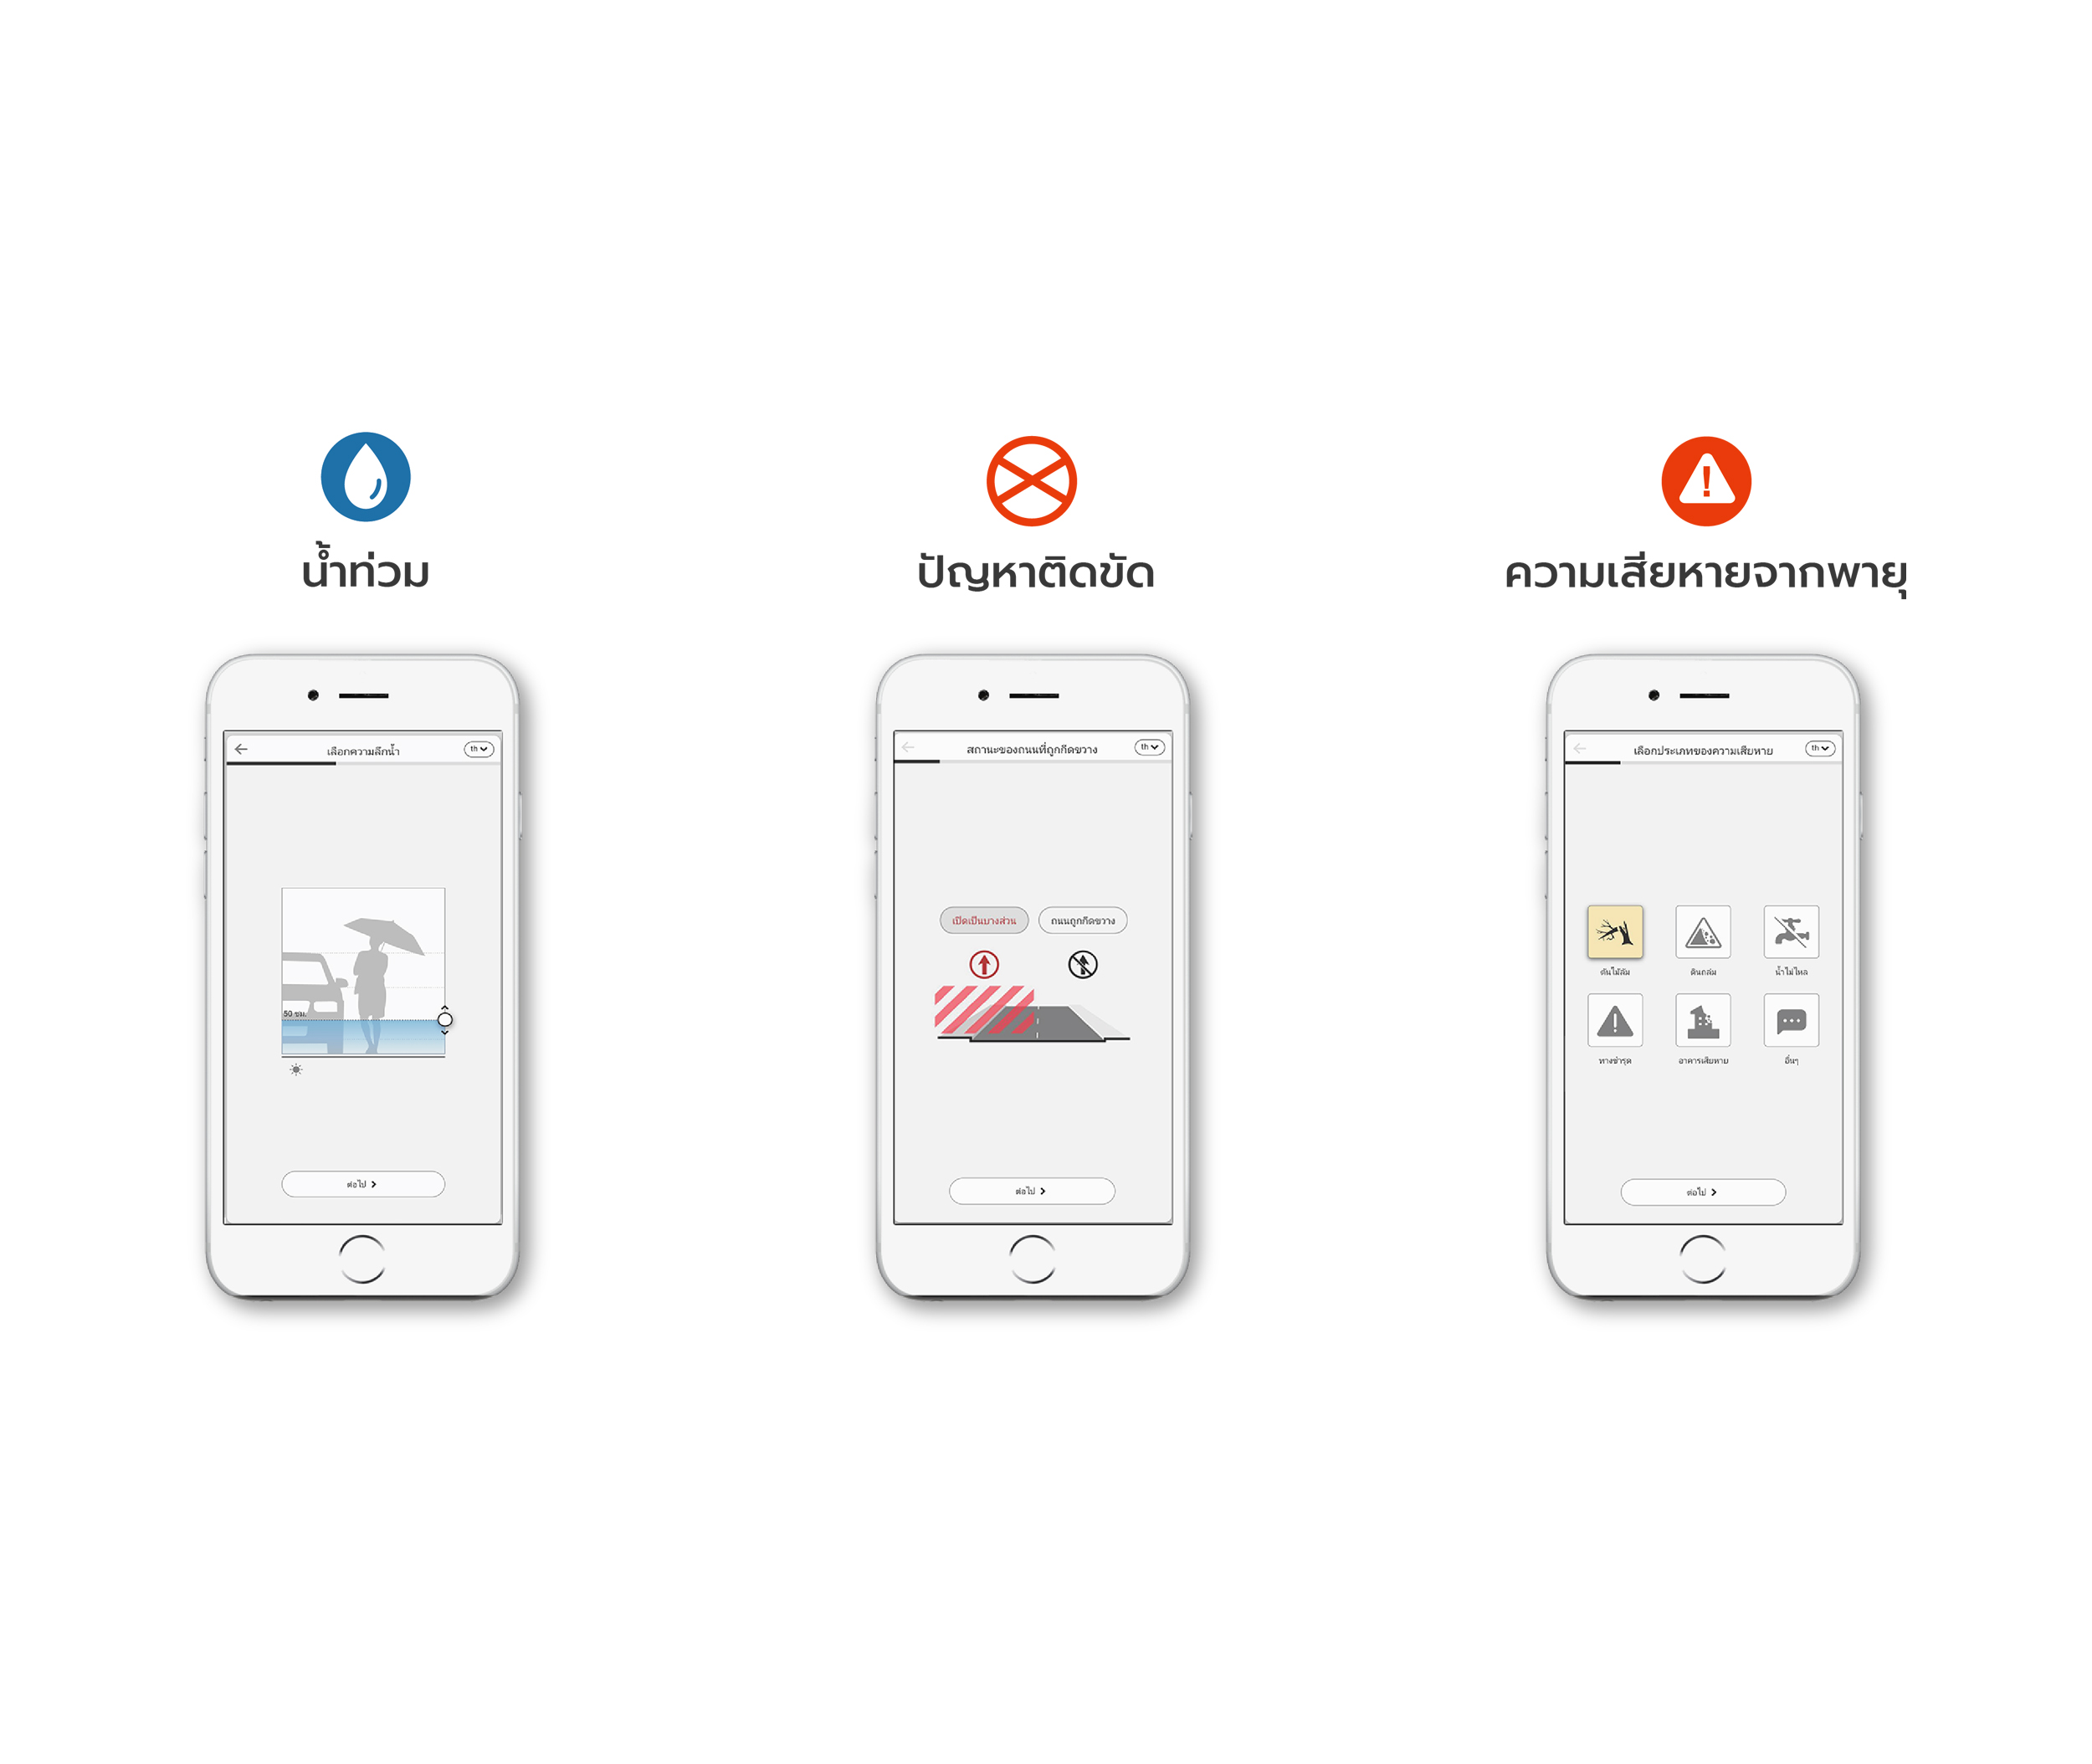 น้ำท่วม
ปัญหาติดขัด
ความเสียหายจากพายุ
เลือกความลึกน้ำ
th
50 ซม.
ต่อไป
สถานะของถนนที่ถูกกีดขวาง
th
เปิดเป็นบางส่วน
ถนนถูกกีดขวาง
ต่อไป
เลือกประเภทของความเสียหาย
th
ต้นไม้ล้ม
ดินถล่ม
น้ำไม่ไหล
ทางชำรุด
อาคารเสียหาย
อื่นๆ
ต่อไป